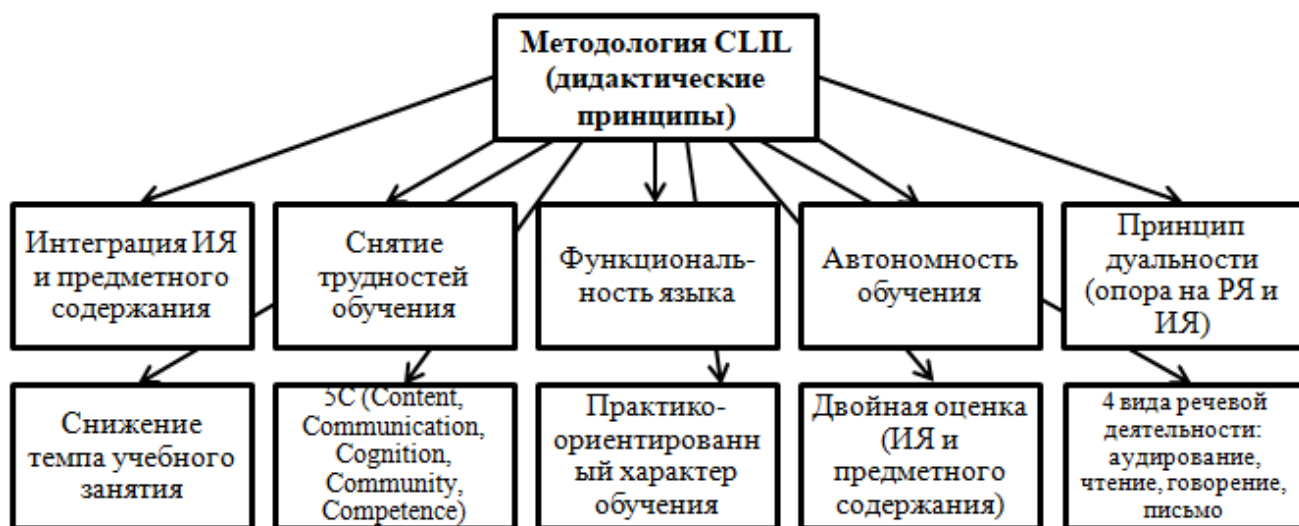 Методология CLIL
(дидактические
принципы)
Интеграция ИЯ
и предметного
содержания
Снятие
трудностей
обучения
Функциональ-
ность языка
Автономность
обучения
Принцип
дуальности
(опора на РЯ и
ИЯ)
Снижение
темпа учебного
занятия
5C (Content,
Communication,
Cognition,
Community,
Competence)
Практико-
ориентированн
ый характер
обучения
Двойная оценка
(ИЯ и
предметного
содержания)
4 вида речевой
деятельности:
аудирование,
чтение, говорение,
письмо